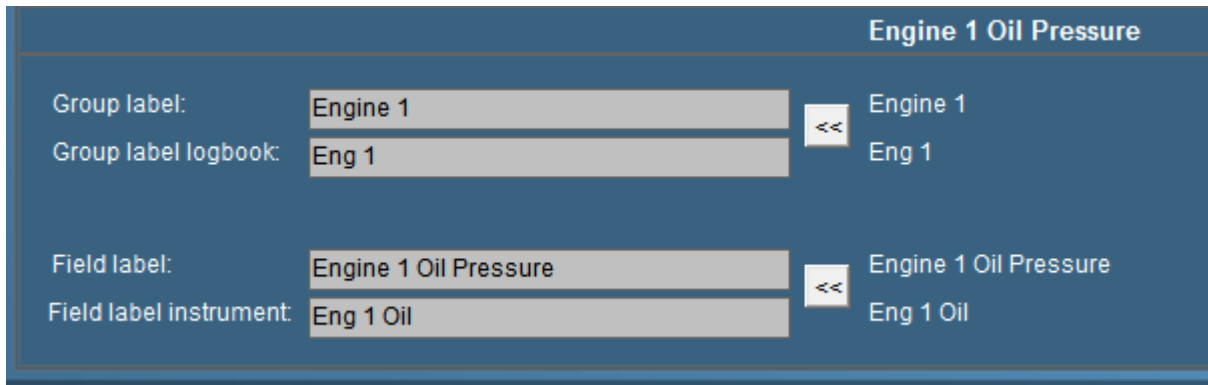 Engine 1 Oil Pressure
Group label: Engine 1 << Engine 1
Group label logbook: Eng 1 Eng 1
Field label: Engine 1 Oil Pressure << Engine 1 Oil Pressure
Field label instrument: Eng 1 Oil Eng 1 Oil